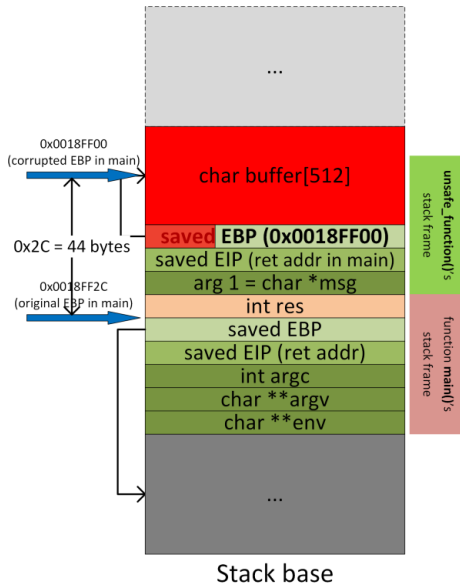 ...
0x0018FF00
(corrupted EBP in main)
char buffer[512]
unsafe_function()'s
stack frame
saved EBP (0x0018FF00)
0x2C = 44 bytes
saved EIP (ret addr in main)
arg 1 = char *msg
0x0018FF2C
(original EBP in main)
int res
saved EBP
function main()'s
stack frame
saved EIP (ret addr)
int argc
char **argv
char **env
...
Stack base